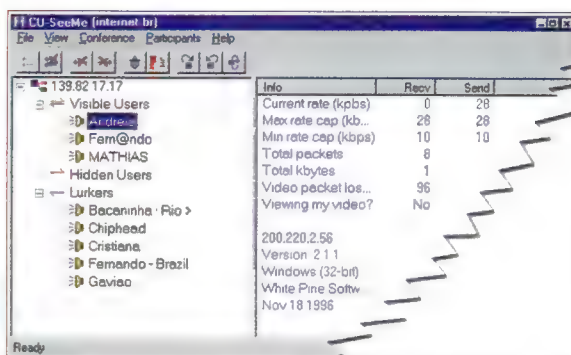 CU-SeeMe (internet br)
File View Conference Participants Help
139.82 17.17
Visible Users
Andreia
Fern@ndo
MATHIAS
Hidden Users
Lurkers
Bacaninha · Rio >
Chiphead
Cristiana
Fernando - Brazil
Gaviao
Info Recv Send
Current rate (kpbs) 0 28
Max rate cap (kb... 28 28
Min rate cap (kbps) 10 10
Total packets 8
Total kbytes 1
Video packet los... 96
Viewing my video? No
200.220.2.56
Version 2 1 1
Windows (32-bit)
White Pine Softw
Nov 18 1996
Ready